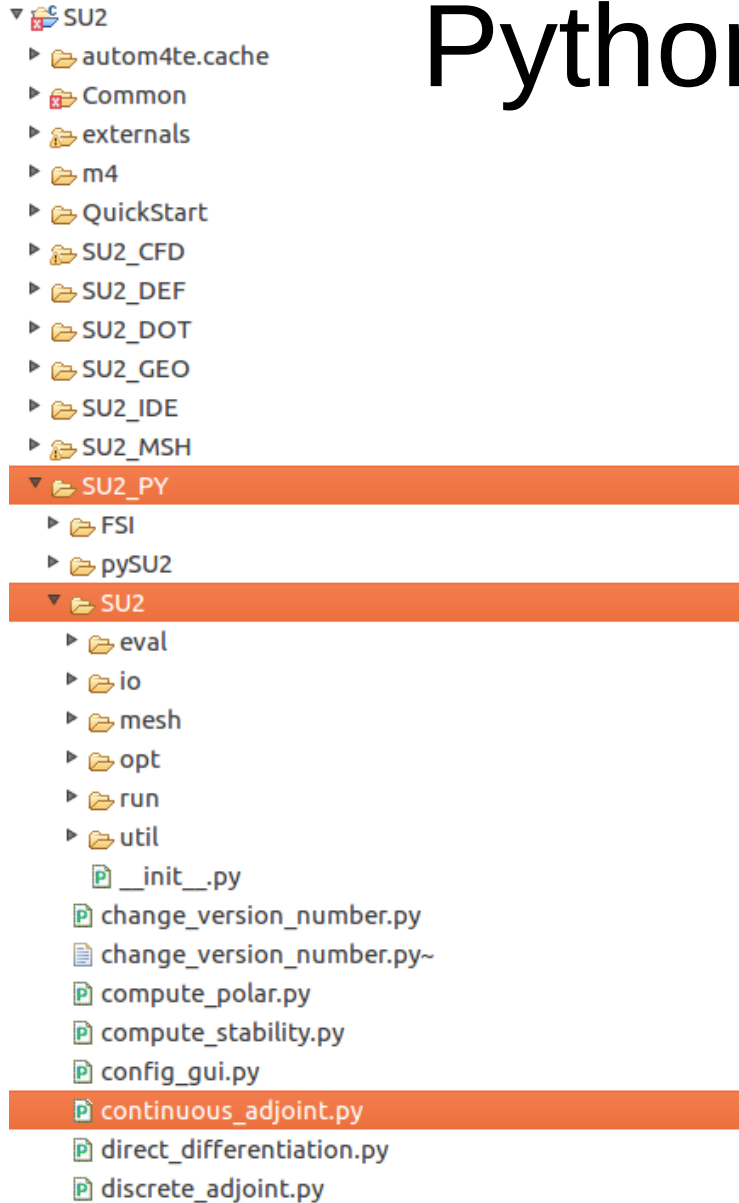 Python
SU2
autom4te.cache
Common
externals
m4
QuickStart
SU2_CFD
SU2_DEF
SU2_DOT
SU2_GEO
SU2_IDE
SU2_MSH
SU2_PY
FSI
pySU2
SU2
eval
io
mesh
opt
run
util
__init__.py
change_version_number.py
change_version_number.py~
compute_polar.py
compute_stability.py
config_gui.py
continuous_adjoint.py
direct_differentiation.py
discrete_adjoint.py